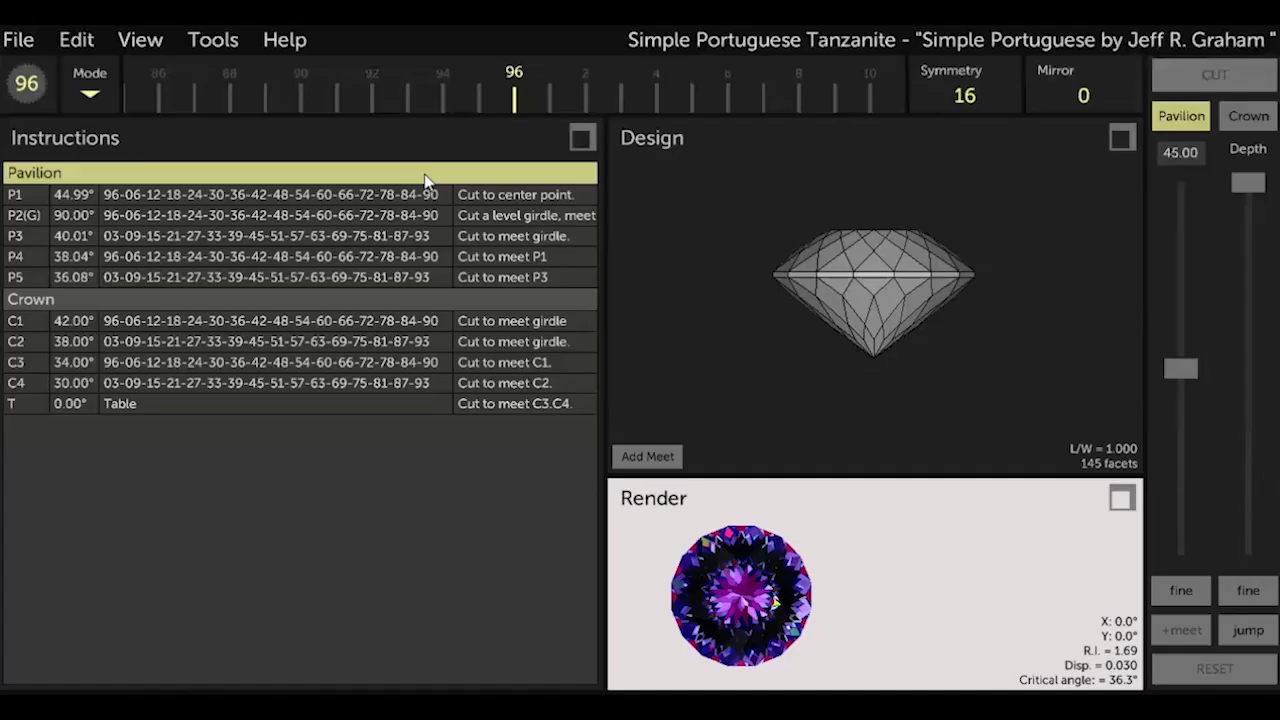 File Edit View Tools Help Simple Portuguese Tanzanite - "Simple Portuguese by Jeff R. Graham "
96 Mode 86 88 90 92 94 96 2 4 6 8 10 Symmetry 16 Mirror 0 CUT
Instructions
Pavilion
P1 44.99° 96-06-12-18-24-30-36-42-48-54-60-66-72-78-84-90 Cut to center point.
P2(G) 90.00° 96-06-12-18-24-30-36-42-48-54-60-66-72-78-84-90 Cut a level girdle, meet
P3 40.01° 03-09-15-21-27-33-39-45-51-57-63-69-75-81-87-93 Cut to meet girdle.
P4 38.04° 96-06-12-18-24-30-36-42-48-54-60-66-72-78-84-90 Cut to meet P1
P5 36.08° 03-09-15-21-27-33-39-45-51-57-63-69-75-81-87-93 Cut to meet P3
Crown
C1 42.00° 96-06-12-18-24-30-36-42-48-54-60-66-72-78-84-90 Cut to meet girdle
C2 38.00° 03-09-15-21-27-33-39-45-51-57-63-69-75-81-87-93 Cut to meet girdle.
C3 34.00° 96-06-12-18-24-30-36-42-48-54-60-66-72-78-84-90 Cut to meet C1.
C4 30.00° 03-09-15-21-27-33-39-45-51-57-63-69-75-81-87-93 Cut to meet C2.
T 0.00° Table Cut to meet C3.C4.
Design
Add Meet
L/W = 1.000
145 facets
Render
X: 0.0°
Y: 0.0°
R.I. = 1.69
Disp. = 0.030
Critical angle: = 36.3°
Pavilion Crown
45.00 Depth
fine fine
+meet jump
RESET